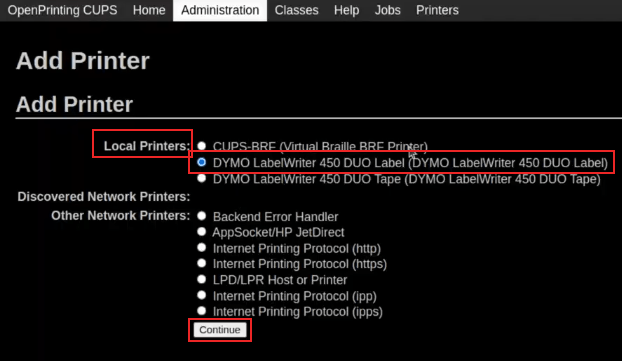 OpenPrinting CUPS Home Administration Classes Help Jobs Printers
Add Printer
Add Printer
Local Printers: CUPS-BRF (Virtual Braille BRF Printer)
DYMO LabelWriter 450 DUO Label (DYMO LabelWriter 450 DUO Label)
DYMO LabelWriter 450 DUO Tape (DYMO LabelWriter 450 DUO Tape)
Discovered Network Printers:
Other Network Printers: Backend Error Handler
AppSocket/HP JetDirect
Internet Printing Protocol (http)
Internet Printing Protocol (https)
LPD/LPR Host or Printer
Internet Printing Protocol (ipp)
Internet Printing Protocol (ipps)
Continue